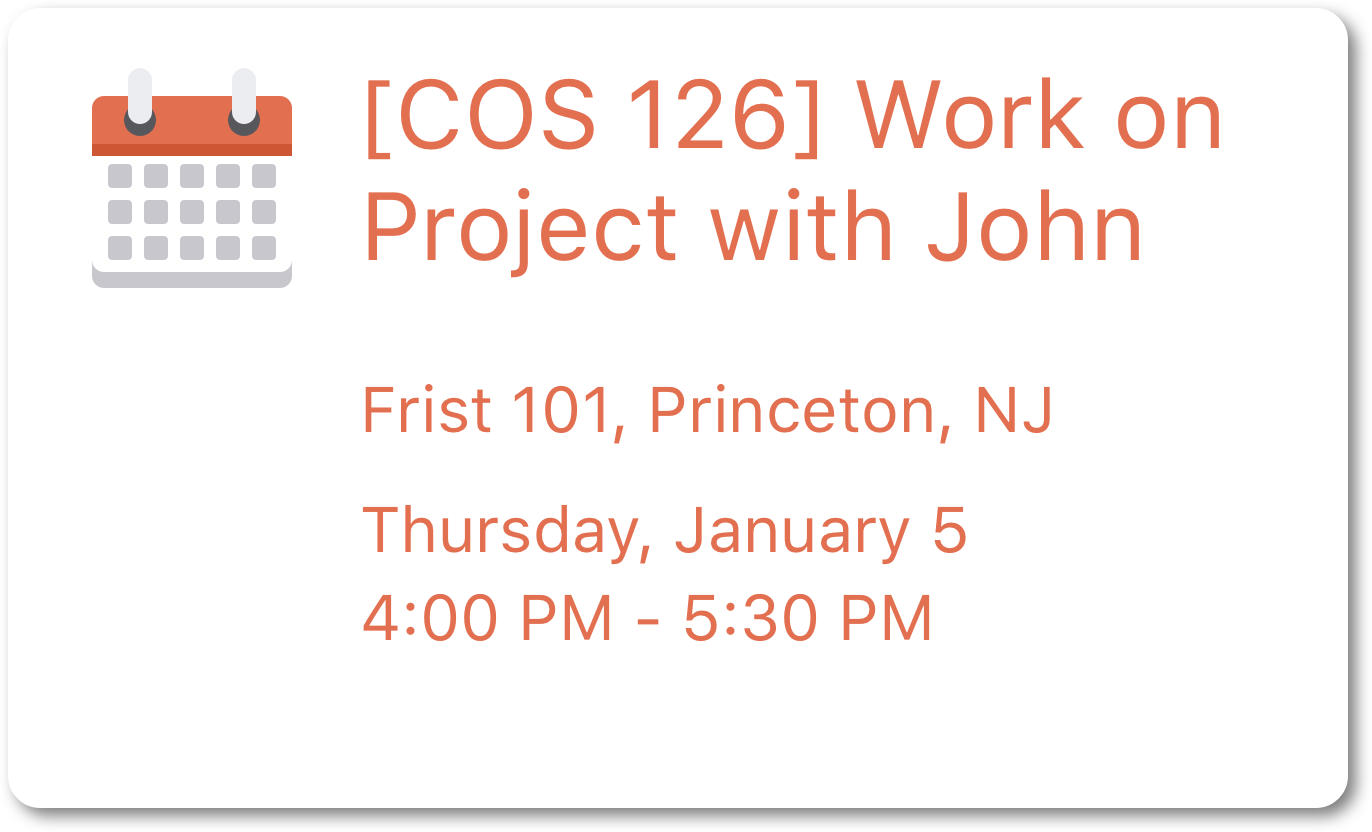 [COS 126] Work on
Project with John
Frist 101, Princeton, NJ
Thursday, January 5
4:00 PM - 5:30 PM